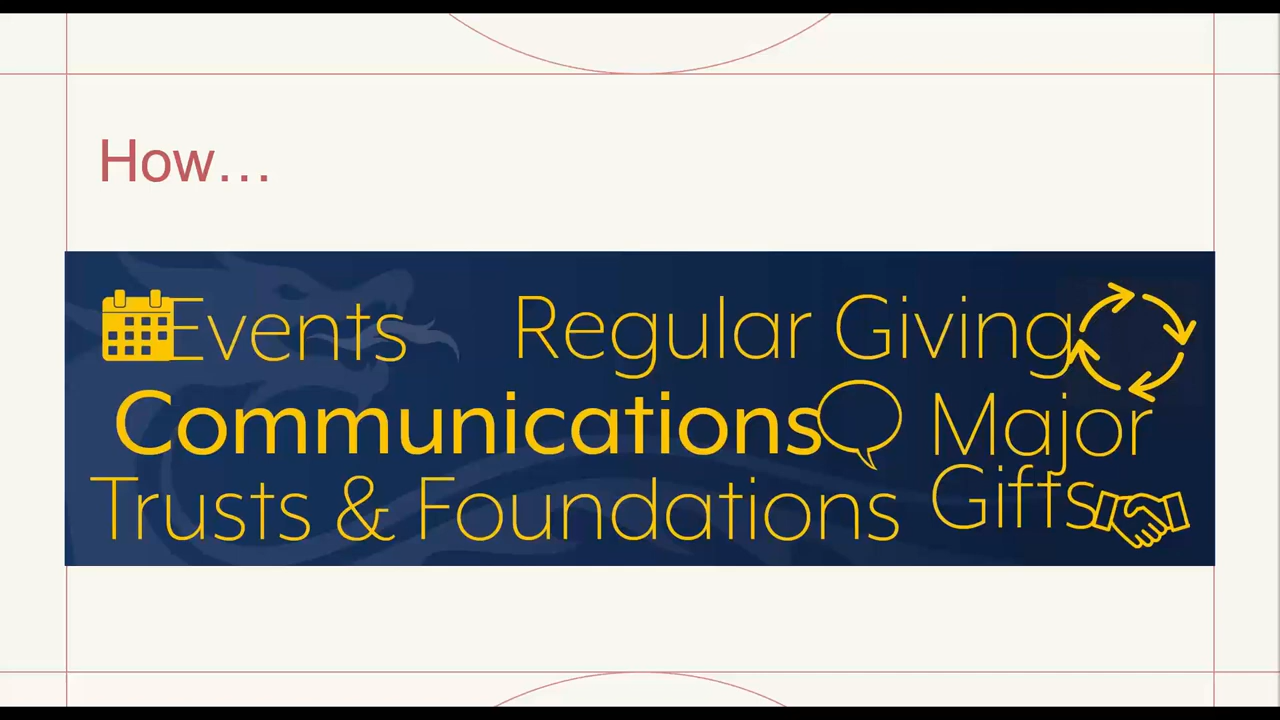 How…
Events
Regular Giving
Communications
Major
Gifts
Trusts & Foundations